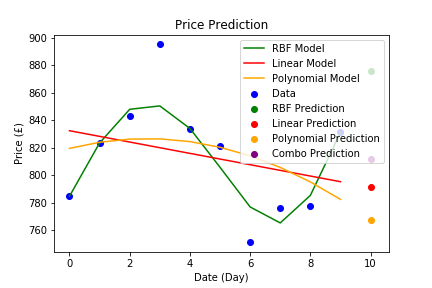 Price Prediction
900
880
860
840
820
800
780
760
Price (£)
RBF Model
Linear Model
Polynomial Model
Data
RBF Prediction
Linear Prediction
Polynomial Prediction
Combo Prediction
0 2 4 6 8 10
Date (Day)